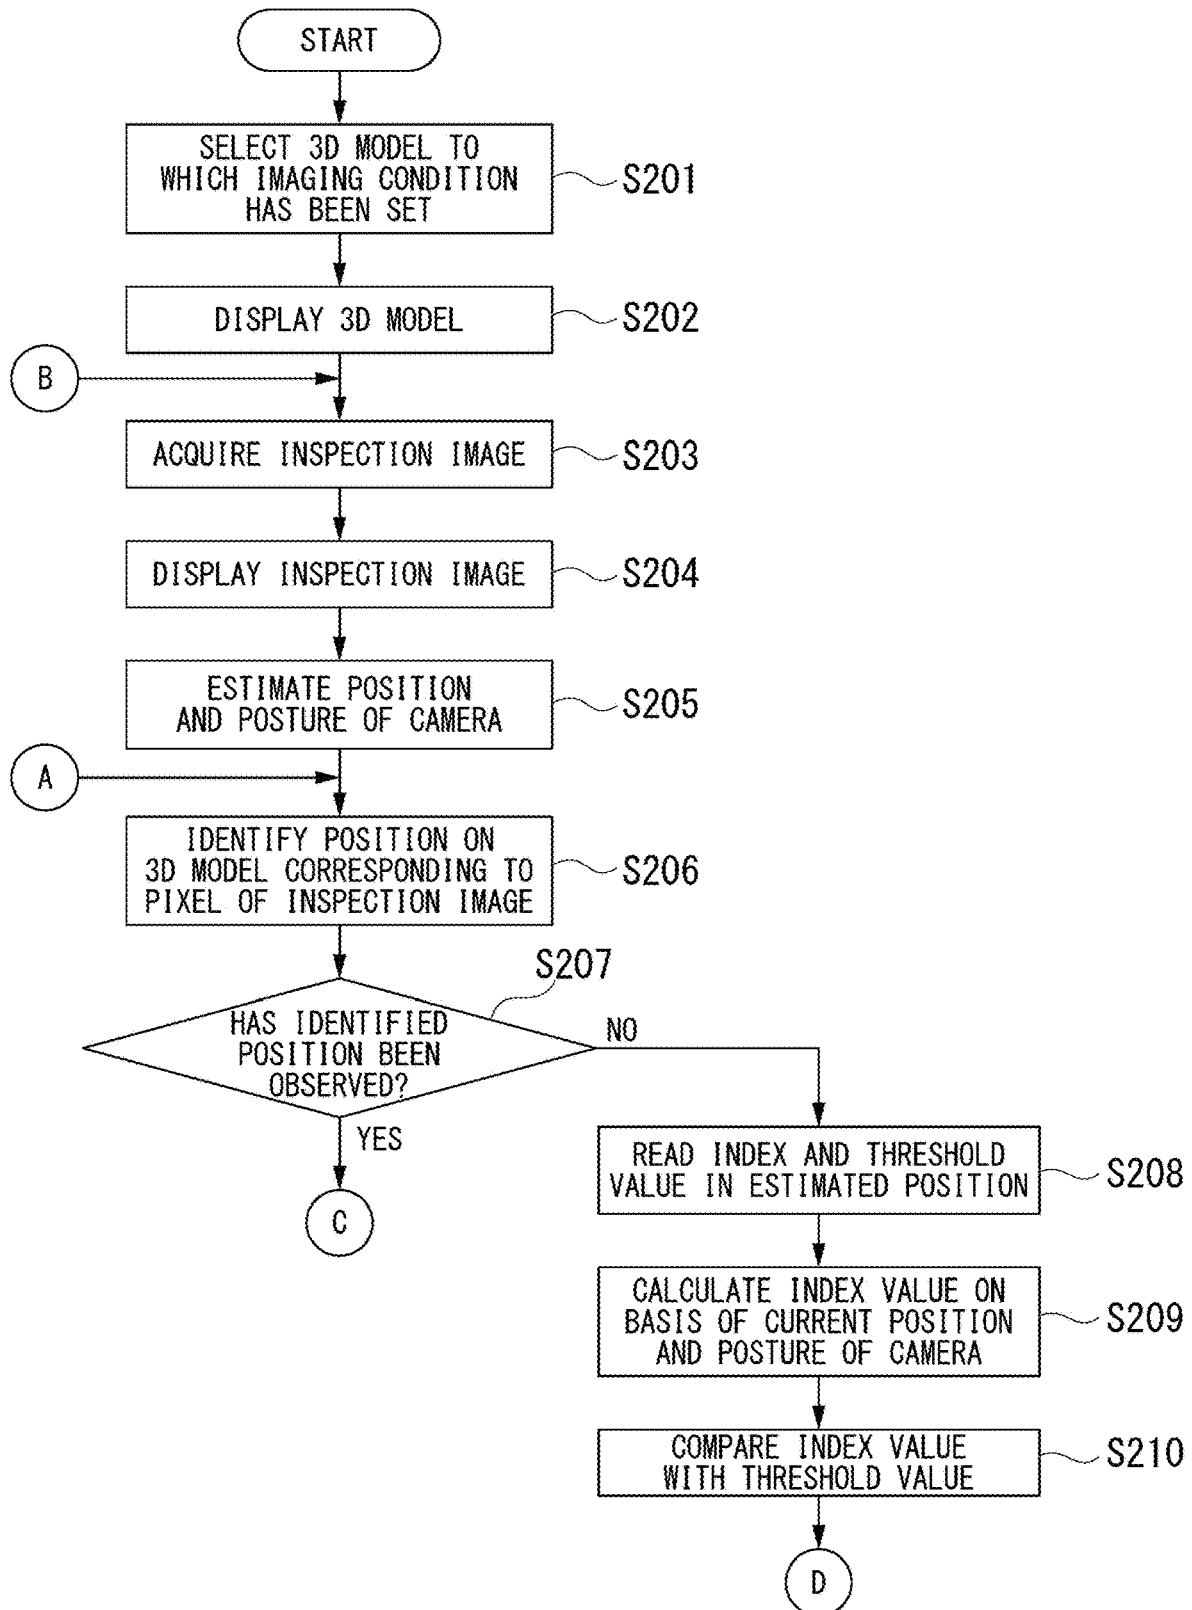 START
SELECT 3D MODEL TO
WHICH IMAGING CONDITION
HAS BEEN SET
S201
DISPLAY 3D MODEL
S202
B
ACQUIRE INSPECTION IMAGE
S203
DISPLAY INSPECTION IMAGE
S204
ESTIMATE POSITION
AND POSTURE OF CAMERA
S205
A
IDENTIFY POSITION ON
3D MODEL CORRESPONDING TO
PIXEL OF INSPECTION IMAGE
S206
S207
HAS IDENTIFIED
POSITION BEEN
OBSERVED?
NO
YES
C
READ INDEX AND THRESHOLD
VALUE IN ESTIMATED POSITION
S208
CALCULATE INDEX VALUE ON
BASIS OF CURRENT POSITION
AND POSTURE OF CAMERA
S209
COMPARE INDEX VALUE
WITH THRESHOLD VALUE
S210
D